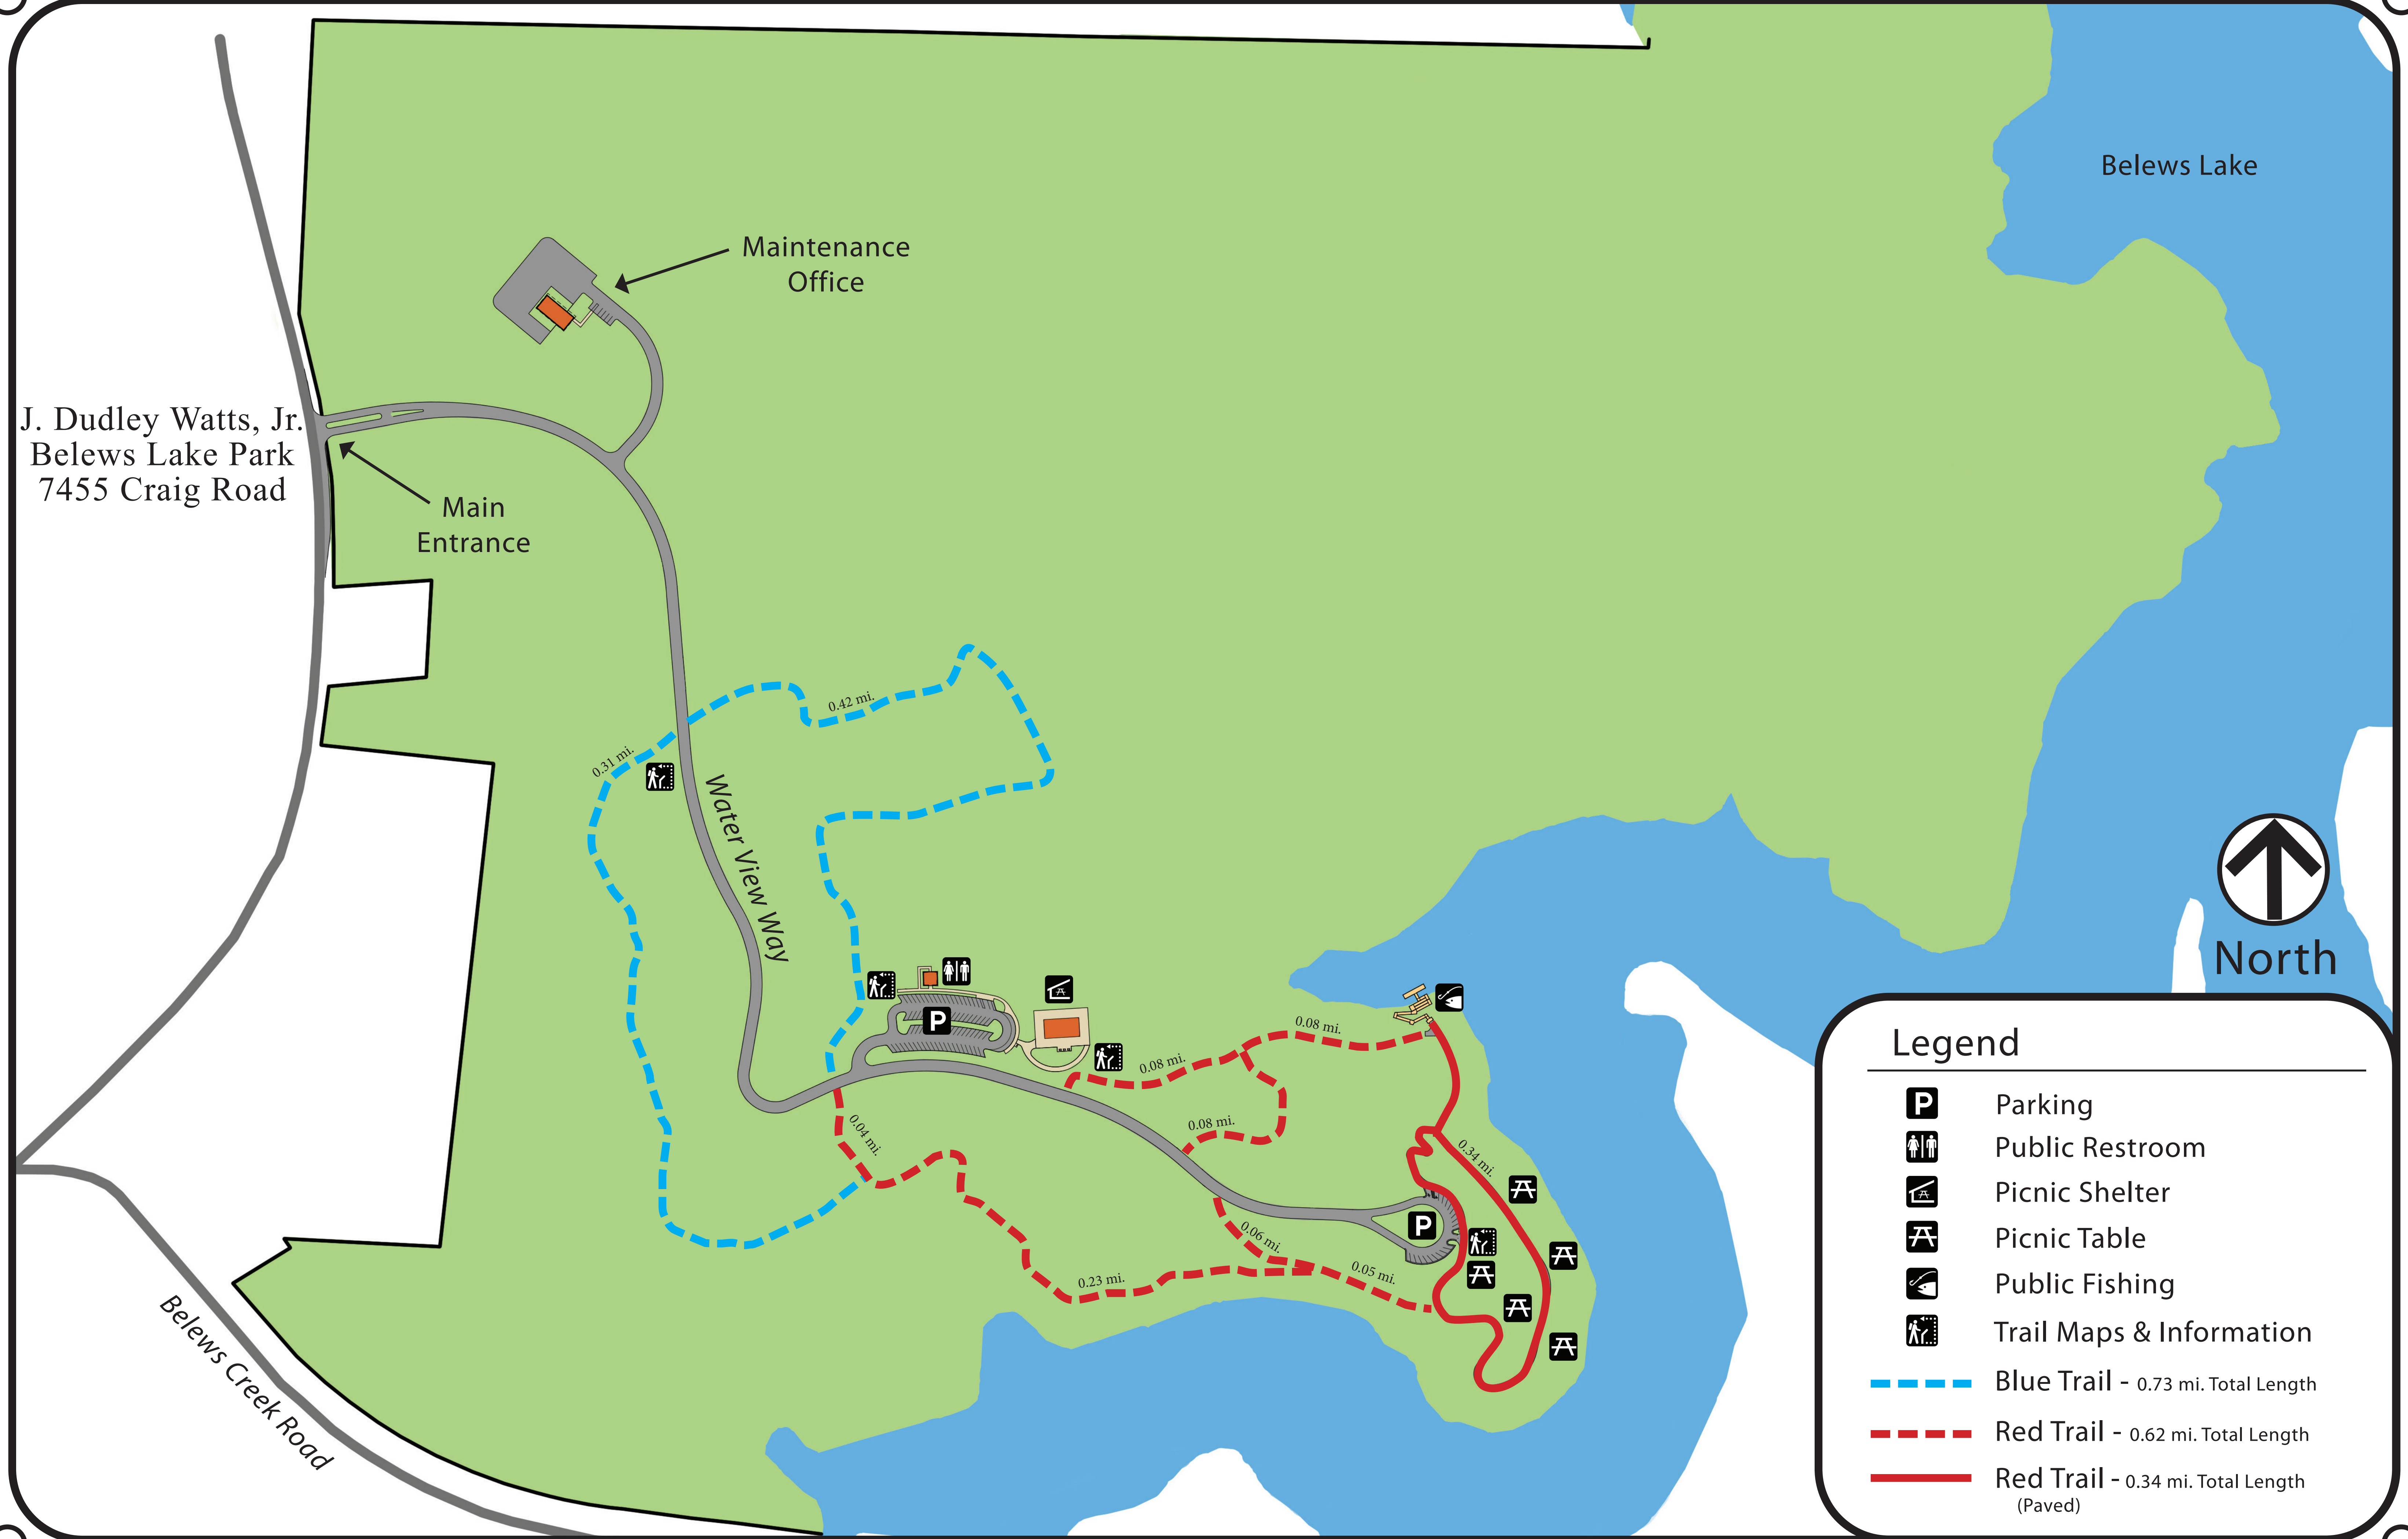 Belews Lake
Maintenance
Office
J. Dudley Watts, Jr.
Belews Lake Park
7455 Craig Road
Main
Entrance
0.42 mi.
0.31 mi.
Water View Way
P
0.08 mi.
0.08 mi.
0.08 mi.
0.04 mi.
0.34 mi.
P
0.06 mi.
0.05 mi.
0.23 mi.
Belews Creek Road
North
Legend
P Parking
Public Restroom
Picnic Shelter
Picnic Table
Public Fishing
Trail Maps & Information
Blue Trail - 0.73 mi. Total Length
Red Trail - 0.62 mi. Total Length
Red Trail - 0.34 mi. Total Length
(Paved)